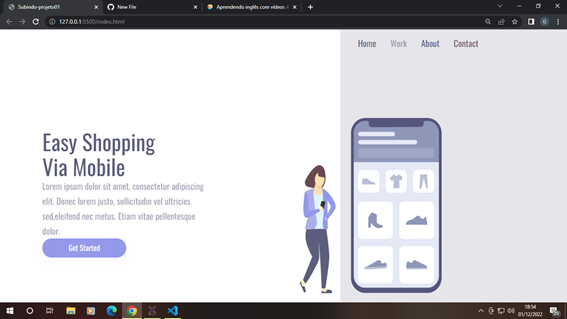 Subindo-projeto01
New File
Aprendendo inglês com vídeos
127.0.0.1:5500/index.html
G
Home Work About Contact
Easy Shopping
Via Mobile
Lorem ipsum dolor sit amet, consectetur adipiscing
elit. Donec lorem justo, sollicitudin vel ultricies
sed,eleifend nec metus. Etiam vitae pellentesque
dolor.
Get Started
18:54
01/12/2022